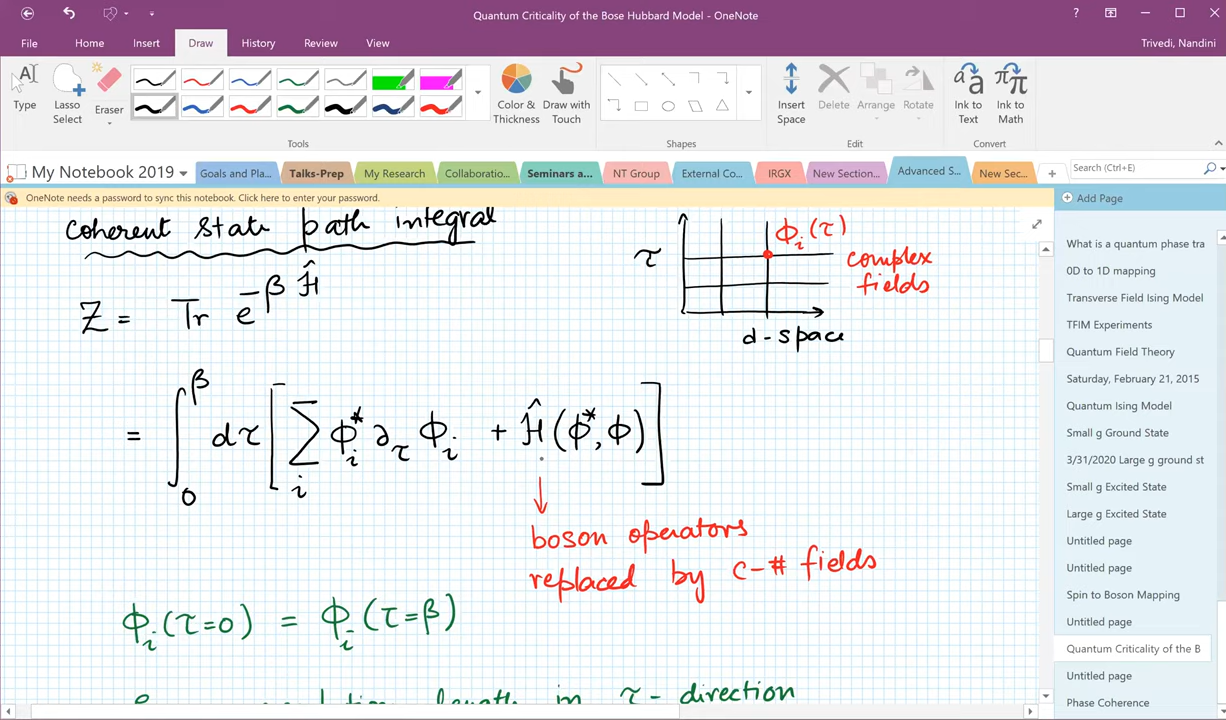 Quantum Criticality of the Bose Hubbard Model - OneNote
File Home Insert Draw History Review View
Trivedi, Nandini
Type
Lasso Select
Eraser
Color & Thickness
Draw with Touch
Insert Space
Delete
Arrange
Rotate
Ink to Text
Ink to Math
Tools
Shapes
Edit
Convert
My Notebook 2019
Goals and Pla...
Talks-Prep
My Research
Collaboratio...
Seminars a...
NT Group
External Co...
IRGX
New Section...
Advanced S...
New Sec...
Search (Ctrl+E)
OneNote needs a password to sync this notebook. Click here to enter your password.
Add Page
What is a quantum phase tra
0D to 1D mapping
Transverse Field Ising Model
TFIM Experiments
Quantum Field Theory
Saturday, February 21, 2015
Quantum Ising Model
Small g Ground State
3/31/2020 Large g ground st
Small g Excited State
Large g Excited State
Untitled page
Untitled page
Spin to Boson Mapping
Untitled page
Quantum Criticality of the B
Untitled page
Phase Coherence
Coherent State path integral
τ
ϕᵢ(τ)
complex
fields
d-space
Z = Tr e^{-βĤ}
= ∫₀^β dτ [ Σᵢ ϕᵢ* ∂_τ ϕᵢ + Ĥ(ϕ*, ϕ) ]
↓
boson operators
replaced by c-# fields
ϕᵢ(τ=0) = ϕᵢ(τ=β)
length in τ-direction